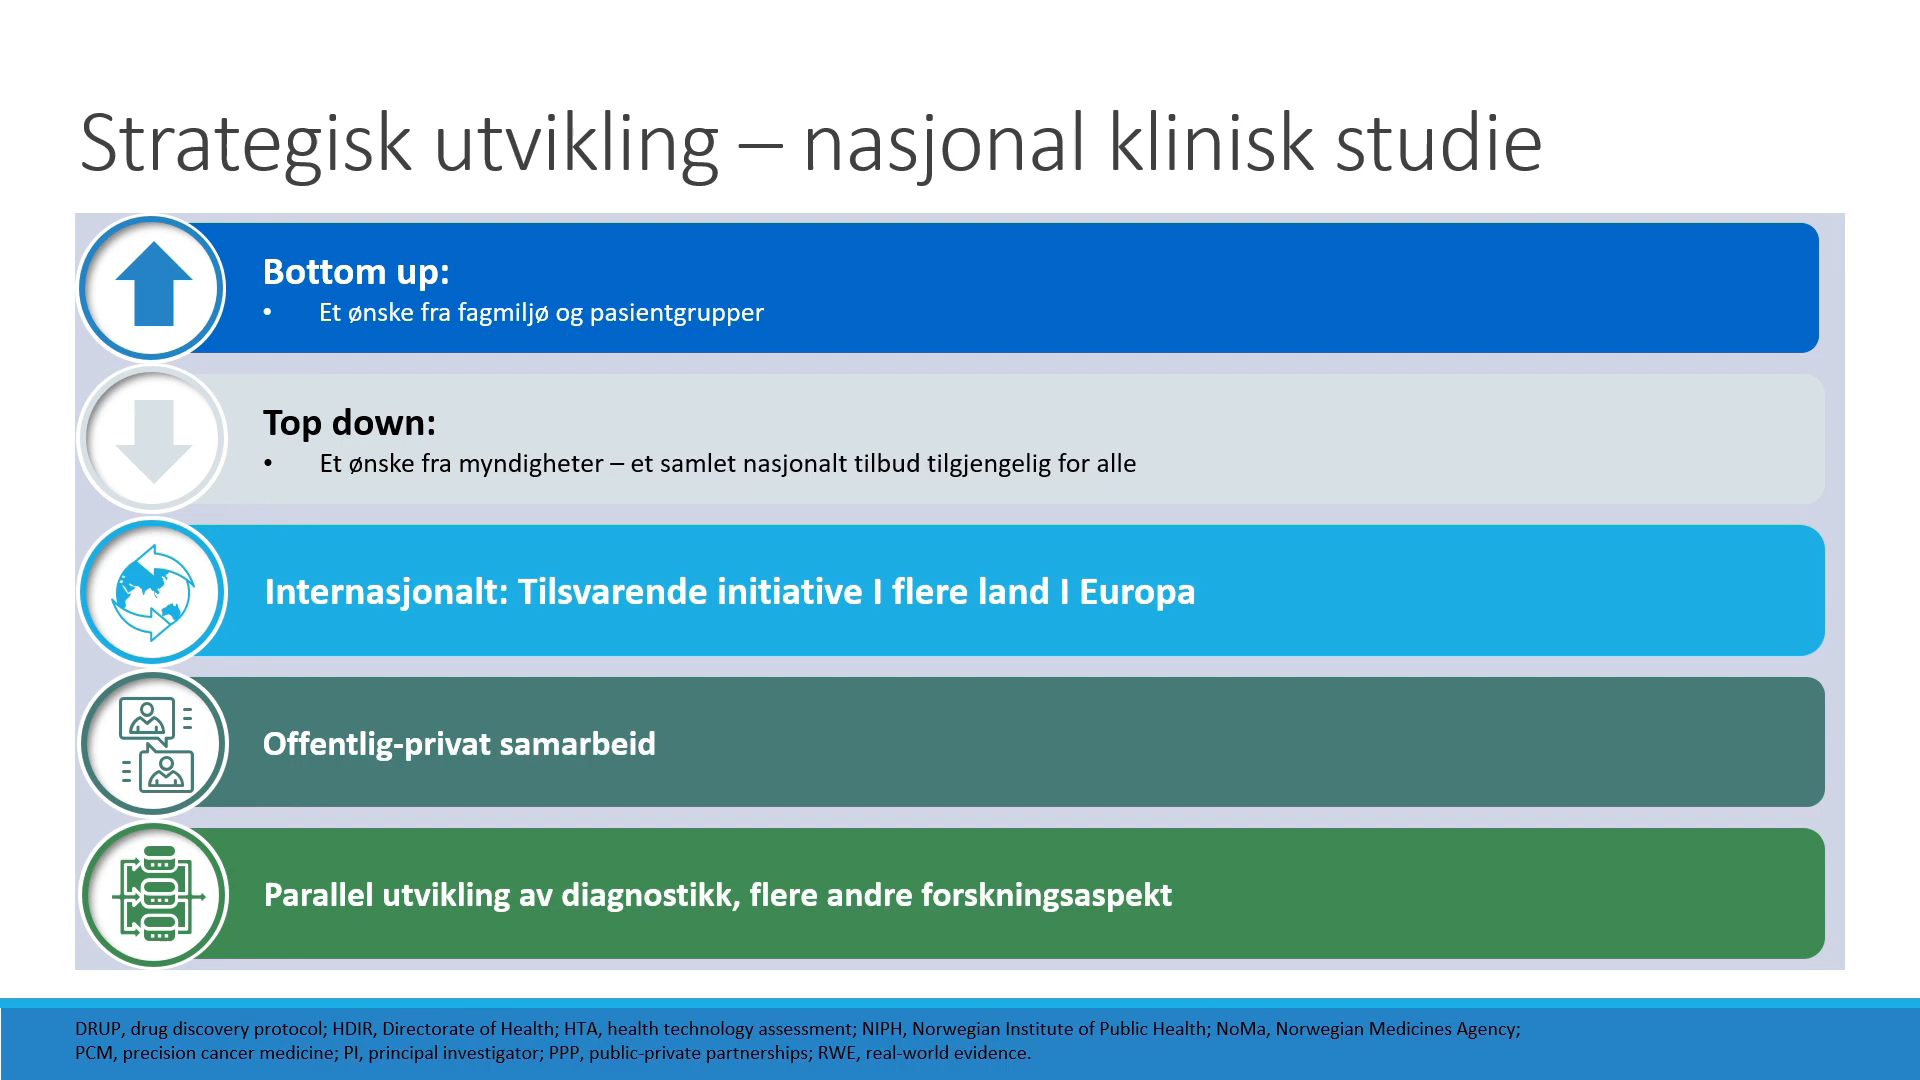 Strategisk utvikling – nasjonal klinisk studie
Bottom up:
• Et ønske fra fagmiljø og pasientgrupper
Top down:
• Et ønske fra myndigheter – et samlet nasjonalt tilbud tilgjengelig for alle
Internasjonalt: Tilsvarende initiative I flere land I Europa
Offentlig-privat samarbeid
Parallel utvikling av diagnostikk, flere andre forskningsaspekt
DRUP, drug discovery protocol; HDIR, Directorate of Health; HTA, health technology assessment; NIPH, Norwegian Institute of Public Health; NoMa, Norwegian Medicines Agency;
PCM, precision cancer medicine; PI, principal investigator; PPP, public-private partnerships; RWE, real-world evidence.